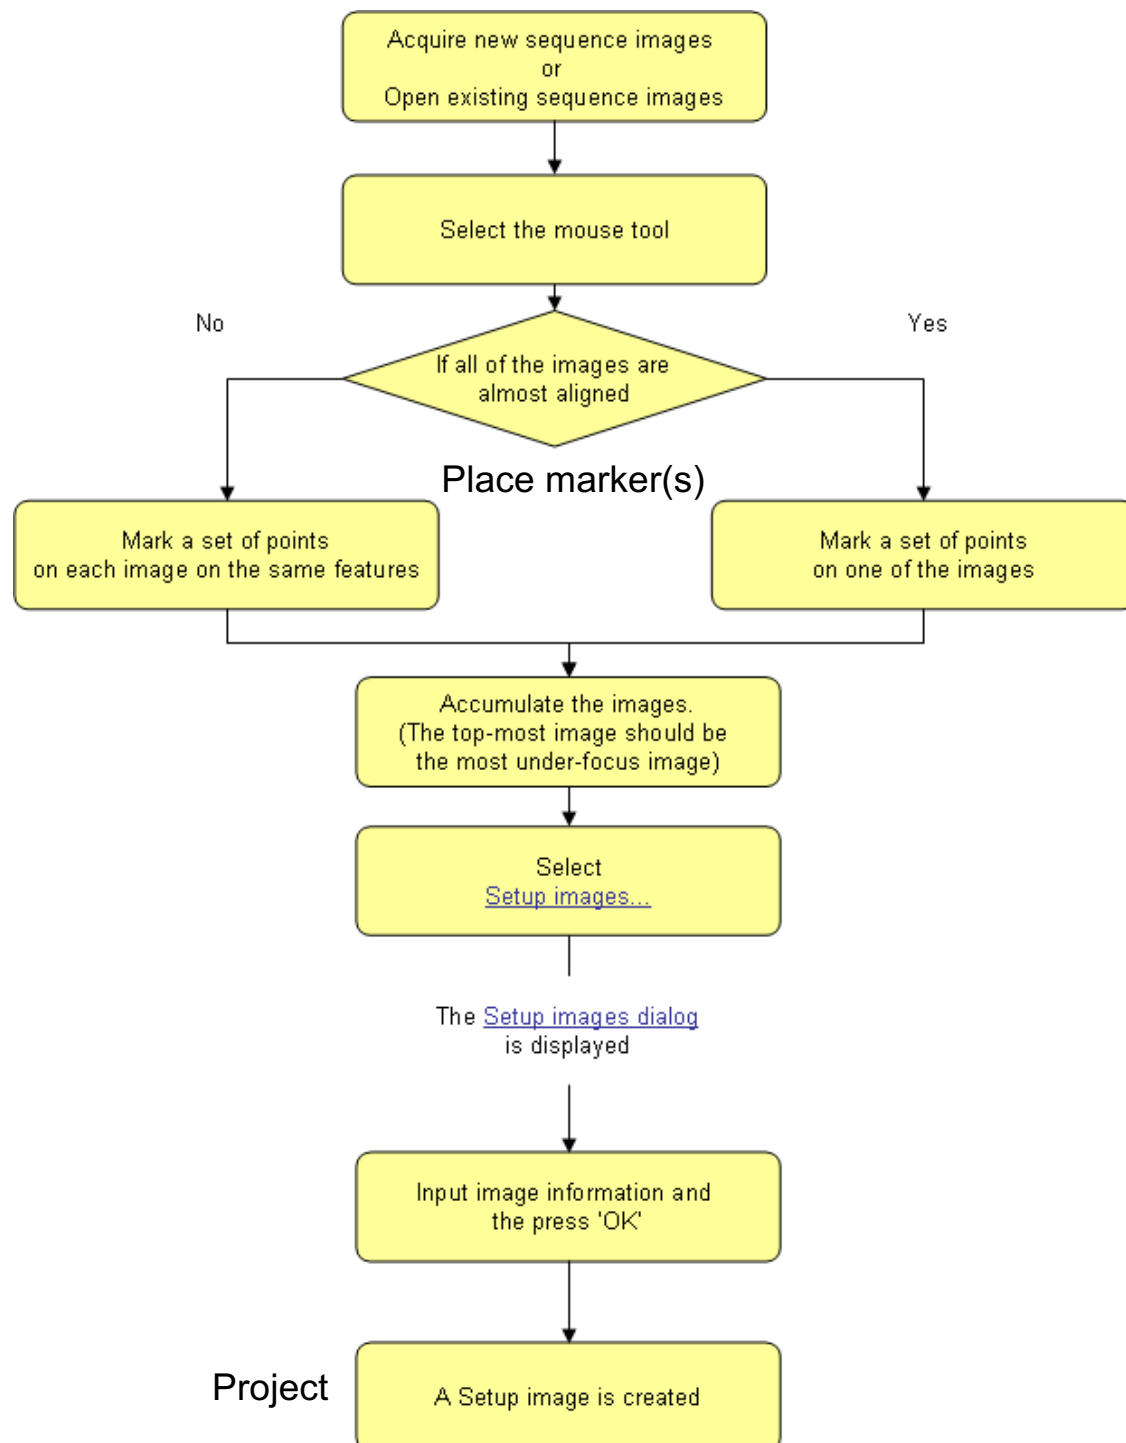 Acquire new sequence images
or
Open existing sequence images
Select the mouse tool
No
Yes
If all of the images are
almost aligned
Place marker(s)
Mark a set of points
on each image on the same features
Mark a set of points
on one of the images
Accumulate the images.
(The top-most image should be
the most under-focus image)
Select
Setup images...
The Setup images dialog
is displayed
Input image information and
the press 'OK'
Project
A Setup image is created